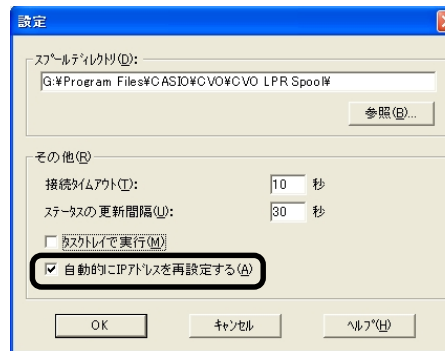 設定
スプールディレクトリ(D):
G:¥Program Files¥CASIO¥CVO¥CVO LPR Spool¥
参照(B)...
その他(R)
接続タイムアウト(T): 10 秒
ステータスの更新間隔(U): 30 秒
タスクトレイで実行(M)
自動的にIPアドレスを再設定する(A)
OK キャンセル ヘルプ(H)